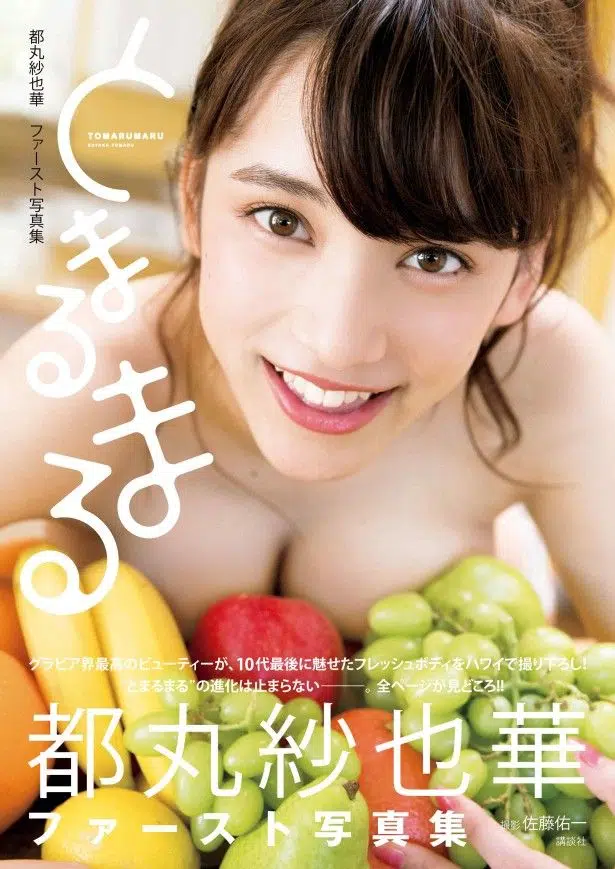 都丸紗也華　ファースト写真集
とまるまる
TOMARUMARU
SAYAKA TOMARU
グラビア界最高のビューティーが、10代最後に魅せたフレッシュボディをハワイで撮り下ろし！
とまるまる"の進化は止まらない———。全ページが見どころ!!
都丸紗也華
ファースト写真集
撮影 佐藤佑一
講談社